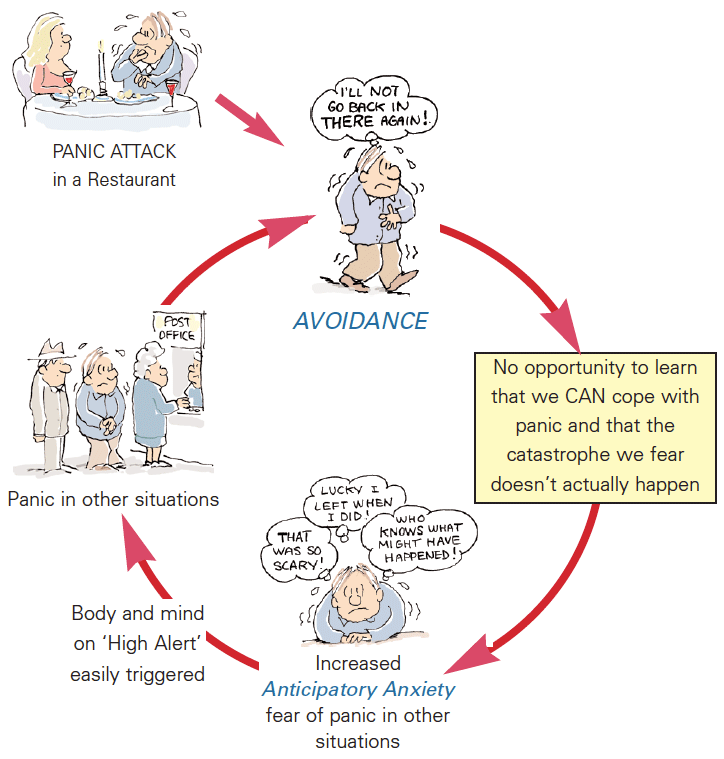 PANIC ATTACK
in a Restaurant
I'LL NOT
GO BACK IN
THERE AGAIN!
AVOIDANCE
No opportunity to learn
that we CAN cope with
panic and that the
catastrophe we fear
doesn't actually happen
LUCKY I
LEFT WHEN
I DID!
THAT
WAS SO
SCARY!
WHO
KNOWS WHAT
MIGHT HAVE
HAPPENED!
Increased
Anticipatory Anxiety
fear of panic in other
situations
Body and mind
on ‘High Alert’
easily triggered
POST
OFFICE
Panic in other situations